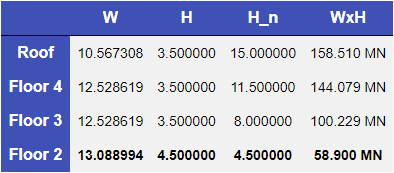 W H H_n WxH
Roof 10.567308 3.500000 15.000000 158.510 MN
Floor 4 12.528619 3.500000 11.500000 144.079 MN
Floor 3 12.528619 3.500000 8.000000 100.229 MN
Floor 2 13.088994 4.500000 4.500000 58.900 MN